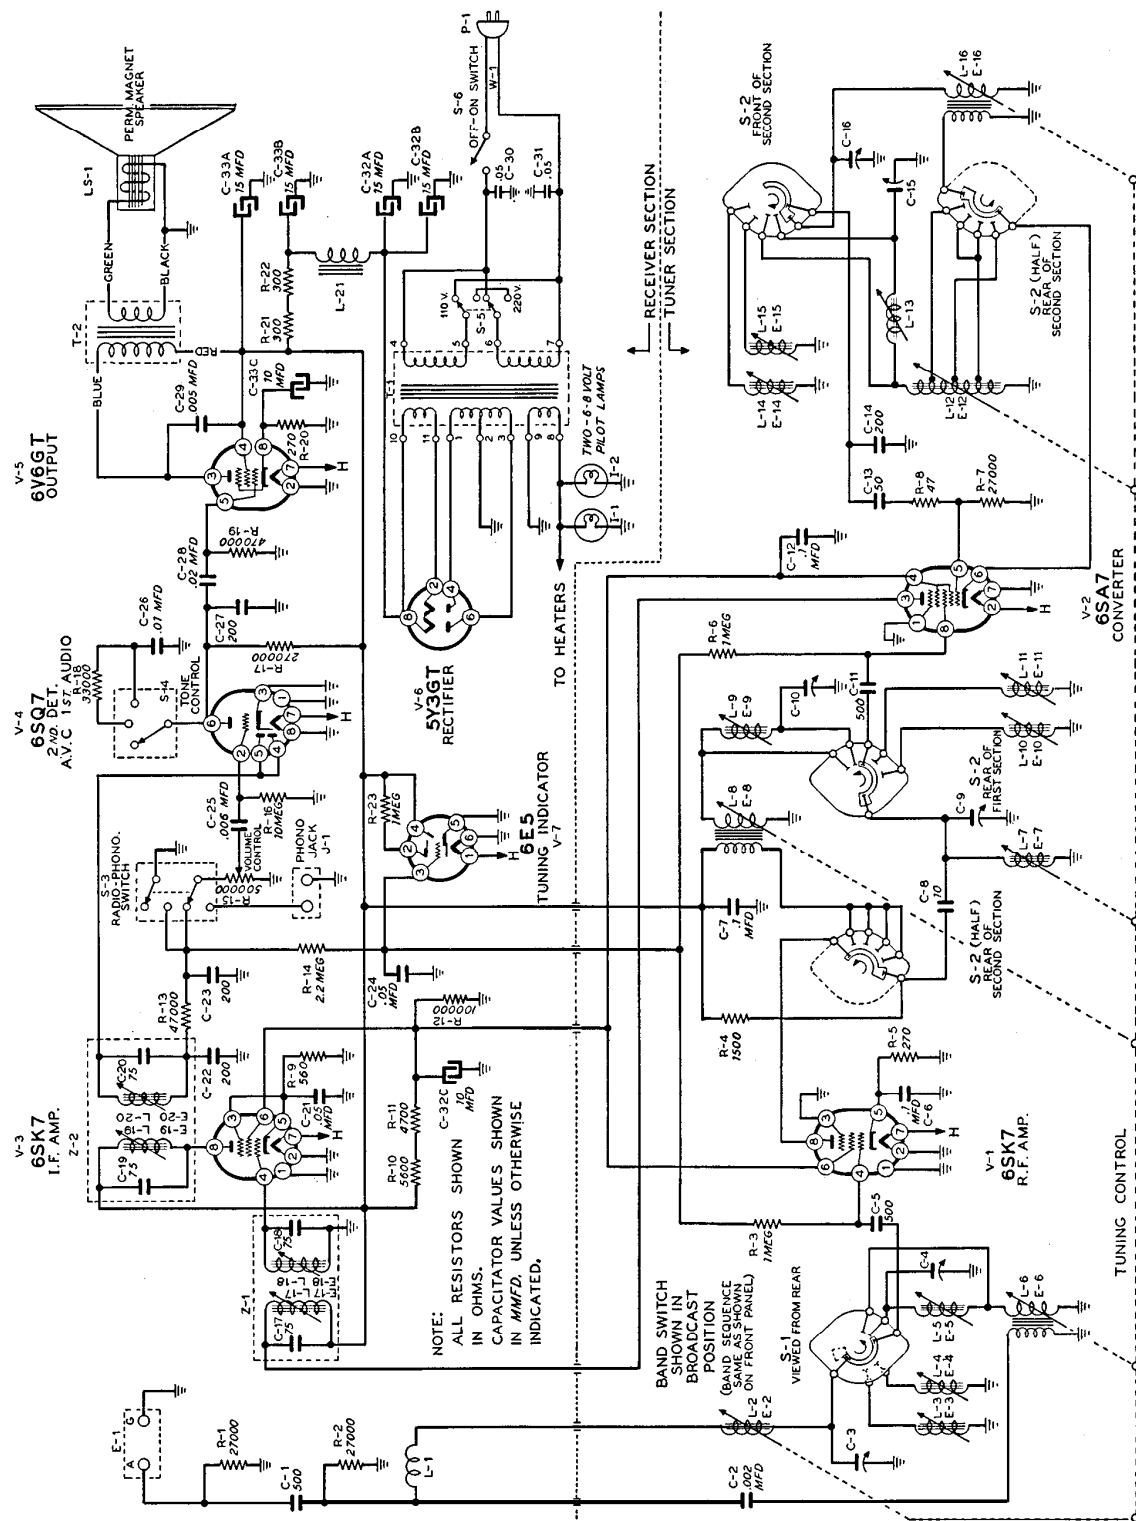 V-5
6V6GT
OUTPUT
V-4
6SQ7
2 ND. DET.
A.V.C 1 ST AUDIO
V-3
6SK7
I.F. AMP.
Z-2
E-1
A
G
R-1
27000
C-1
500
R-2
27000
L-1
Z-1
C-17
75
E-17 L-17
E-18 L-18
C-18
75
C-19
75
E-19
L-19
E-20
L-20
C-20
75
C-22
200
R-13
47000
C-23
200
R-9
560
C-21
.05
MFD
H
R-10
5600
R-11
4700
C-32C
10
MFD
R-12
100000
C-24
.05
MFD
R-14
2.2 MEG
S-3
RADIO-PHONO.
SWITCH
R-15
500000
VOLUME
CONTROL
PHONO
JACK
J-1
C-25
.006 MFD
R-16
10MEG
S-4
TONE
CONTROL
R-18
33000
C-26
.01 MFD
C-27
200
R-17
270000
H
C-28
.02 MFD
R-19
470000
BLUE
C-29
.005 MFD
C-33C
10
MFD
270
R-20
H
T-2
RED
GREEN
BLACK
LS-1
PERM. MAGNET
SPEAKER
C-33A
15 MFD
C-33B
15 MFD
R-21
300
R-22
300
L-21
C-32A
15 MFD
C-32B
15 MFD
S-6
OFF-ON SWITCH
P-1
W-1
.05
C-30
C-31
.05
110 V.
S-5
220V.
T-1
V-6
5Y3GT
RECTIFIER
TWO-6-8 VOLT
PILOT LAMPS
I-1
I-2
TO HEATERS
R-23
1MEG
6E5
TUNING INDICATOR
V-7
H
NOTE:
ALL RESISTORS SHOWN
IN OHMS.
CAPACITOR VALUES SHOWN
IN MMFD. UNLESS OTHERWISE
INDICATED.
RECEIVER SECTION
TUNER SECTION
BAND SWITCH
SHOWN IN
BROADCAST
POSITION
(BAND SEQUENCE
SAME AS SHOWN
ON FRONT PANEL)
S-1
VIEWED FROM REAR
C-2
.002
MFD
L-2
E-2
C-3
L-3
E-3
L-4
E-4
L-5
E-5
C-4
L-6
E-6
R-3
1MEG
C-5
500
V-1
6SK7
R.F. AMP.
H
.1
MFD
C-6
R-5
270
R-4
1500
C-7
.1
MFD
L-8
E-8
S-2 (HALF)
REAR OF
SECOND SECTION
C-8
10
L-7
E-7
C-9
S-2
REAR OF
FIRST SECTION
L-9
E-9
C-10
C-11
500
L-10
E-10
L-11
E-11
R-6
1MEG
V-2
6SA7
CONVERTER
H
C-12
.1
MFD
C-13
50
R-8
47
R-7
27000
C-14
200
L-14
E-14
L-15
E-15
L-12
E-12
L-13
C-15
C-16
S-2
FRONT OF
SECOND SECTION
S-2 (HALF)
REAR OF
SECOND SECTION
L-16
E-16
TUNING CONTROL